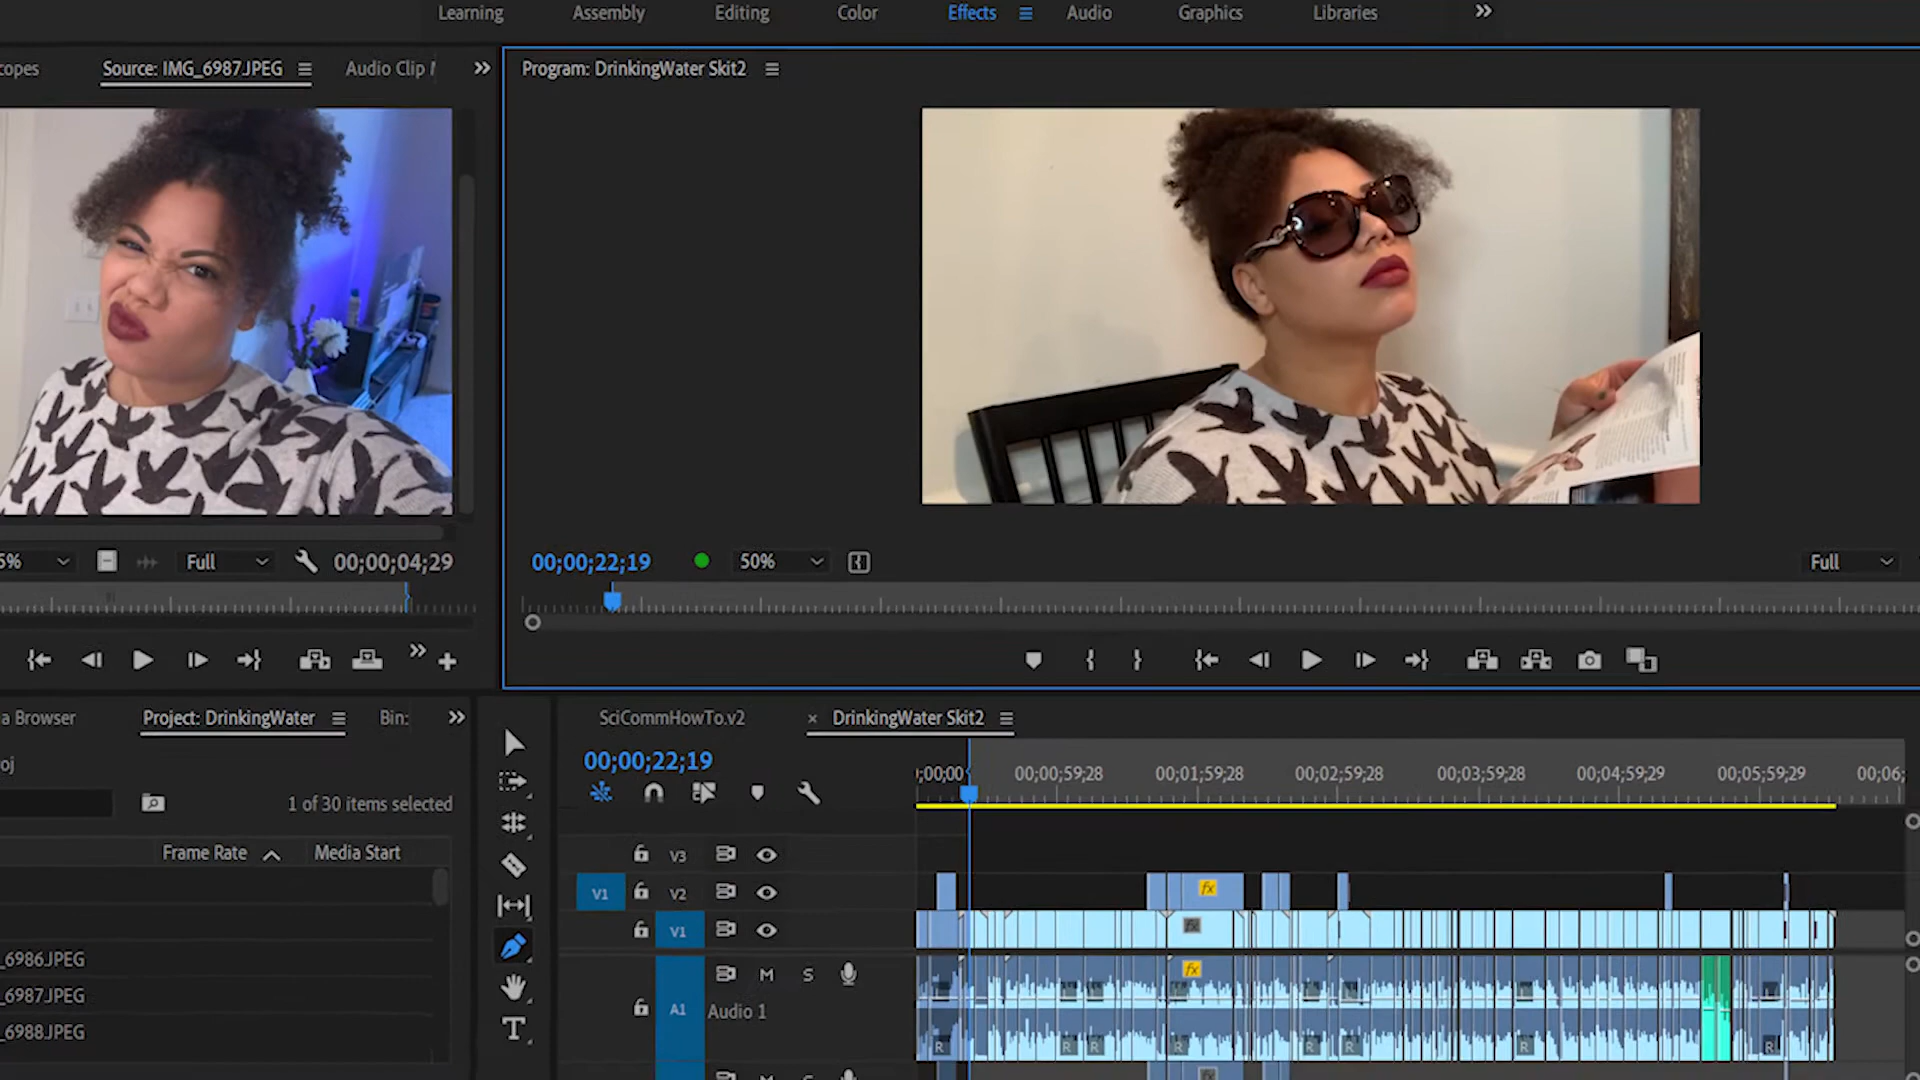 Learning Assembly Editing Color Effects Audio Graphics Libraries
copes Source: IMG_6987.JPEG Audio Clip M
Program: DrinkingWater Skit2
5% Full 00;00;04;29
00;00;22;19 50% Full
a Browser Project: DrinkingWater Bin:
SciCommHowTo.v2 × DrinkingWater Skit2
oj
1 of 30 items selected
Frame Rate Media Start
_6986.JPEG
_6987.JPEG
_6988.JPEG
00;00;22;19
;00;00 00;00;59;28 00;01;59;28 00;02;59;28 00;03;59;28 00;04;59;29 00;05;59;29 00;06;
V3
V1 V2 fx
V1 fx
M S fx
A1 Audio 1
R R R R R R R R